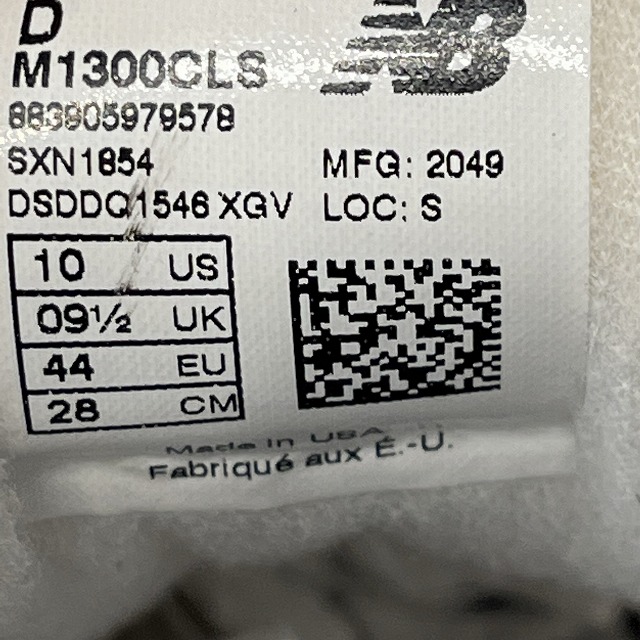 D
M1300CLS NB
883905979578
SXN1854 MFG: 2049
DSDDQ1546 XGV LOC: S
10 US
09½ UK
44 EU
28 CM
Made in USA
Fabriqué aux É.-U.